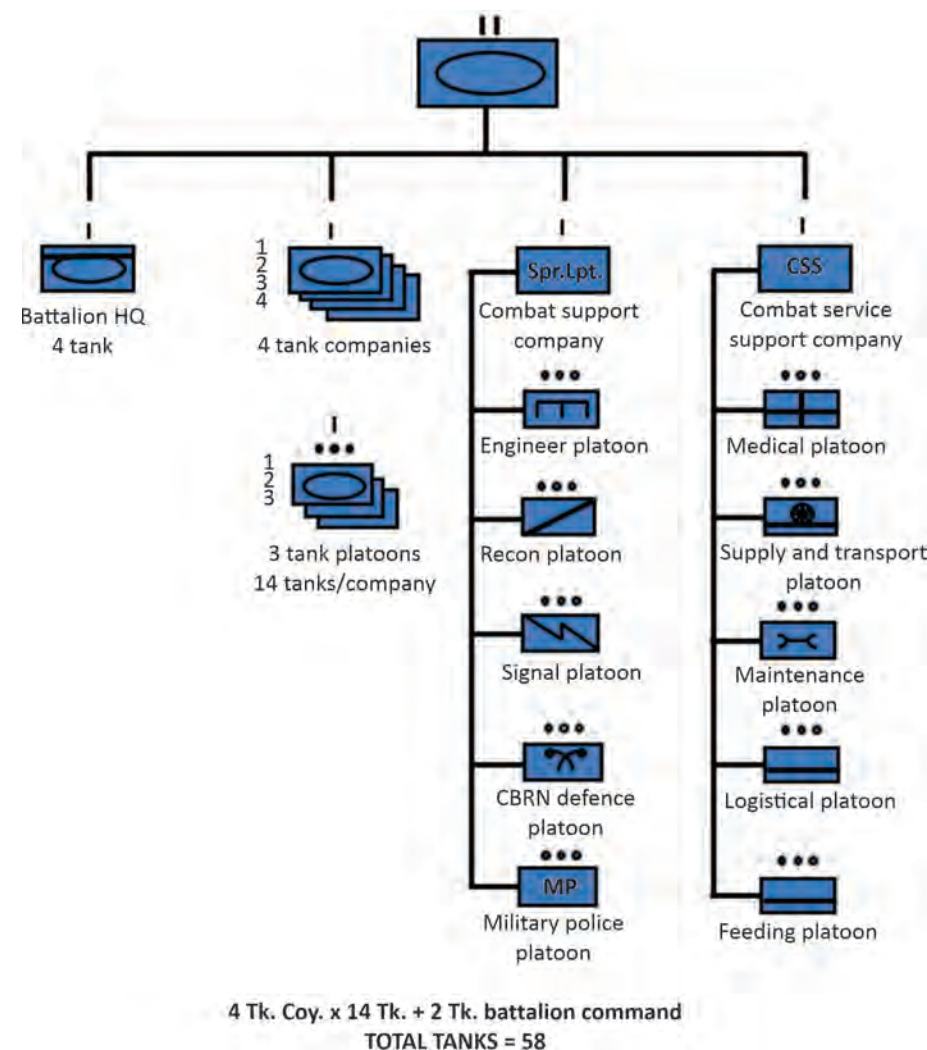 Battalion HQ
4 tank
1
2
3
4
4 tank companies
1
2
3
3 tank platoons
14 tanks/company
Spr.Lpt.
Combat support
company
Engineer platoon
Recon platoon
Signal platoon
CBRN defence
platoon
MP
Military police
platoon
CSS
Combat service
support company
Medical platoon
Supply and transport
platoon
Maintenance
platoon
Logistical platoon
Feeding platoon
4 Tk. Coy. x 14 Tk. + 2 Tk. battalion command
TOTAL TANKS = 58